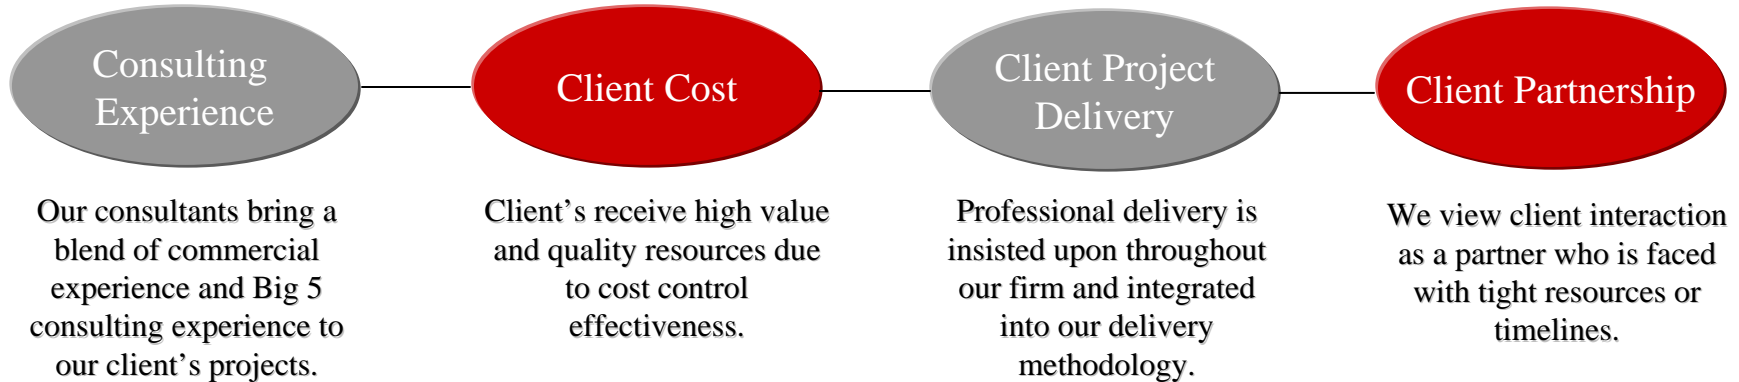 Consulting
Experience
Client Cost
Client Project
Delivery
Client Partnership
Our consultants bring a
blend of commercial
experience and Big 5
consulting experience to
our client’s projects.
Client’s receive high value
and quality resources due
to cost control
effectiveness.
Professional delivery is
insisted upon throughout
our firm and integrated
into our delivery
methodology.
We view client interaction
as a partner who is faced
with tight resources or
timelines.